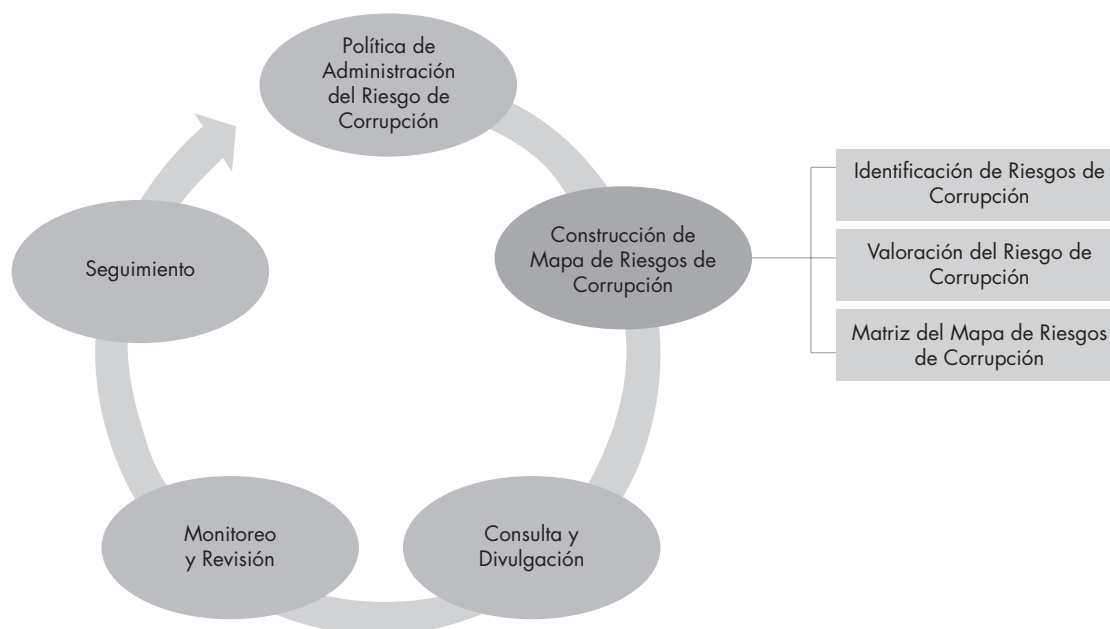 Política de
Administración
del Riesgo de
Corrupción
Construcción de
Mapa de Riesgos de
Corrupción
Identificación de Riesgos de
Corrupción
Valoración del Riesgo de
Corrupción
Matriz del Mapa de Riesgos
de Corrupción
Consulta y
Divulgación
Monitoreo
y Revisión
Seguimiento